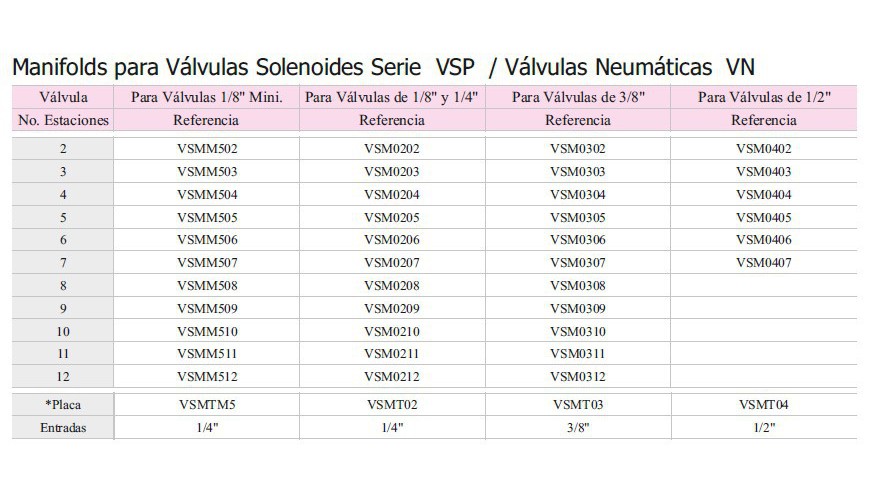 Manifolds para Válvulas Solenoides Serie VSP / Válvulas Neumáticas VN
Válvula Para Válvulas 1/8" Mini. Para Válvulas de 1/8" y 1/4" Para Válvulas de 3/8" Para Válvulas de 1/2"
No. Estaciones Referencia Referencia Referencia Referencia
2 VSMM502 VSM0202 VSM0302 VSM0402
3 VSMM503 VSM0203 VSM0303 VSM0403
4 VSMM504 VSM0204 VSM0304 VSM0404
5 VSMM505 VSM0205 VSM0305 VSM0405
6 VSMM506 VSM0206 VSM0306 VSM0406
7 VSMM507 VSM0207 VSM0307 VSM0407
8 VSMM508 VSM0208 VSM0308
9 VSMM509 VSM0209 VSM0309
10 VSMM510 VSM0210 VSM0310
11 VSMM511 VSM0211 VSM0311
12 VSMM512 VSM0212 VSM0312
*Placa VSMTM5 VSMT02 VSMT03 VSMT04
Entradas 1/4" 1/4" 3/8" 1/2"